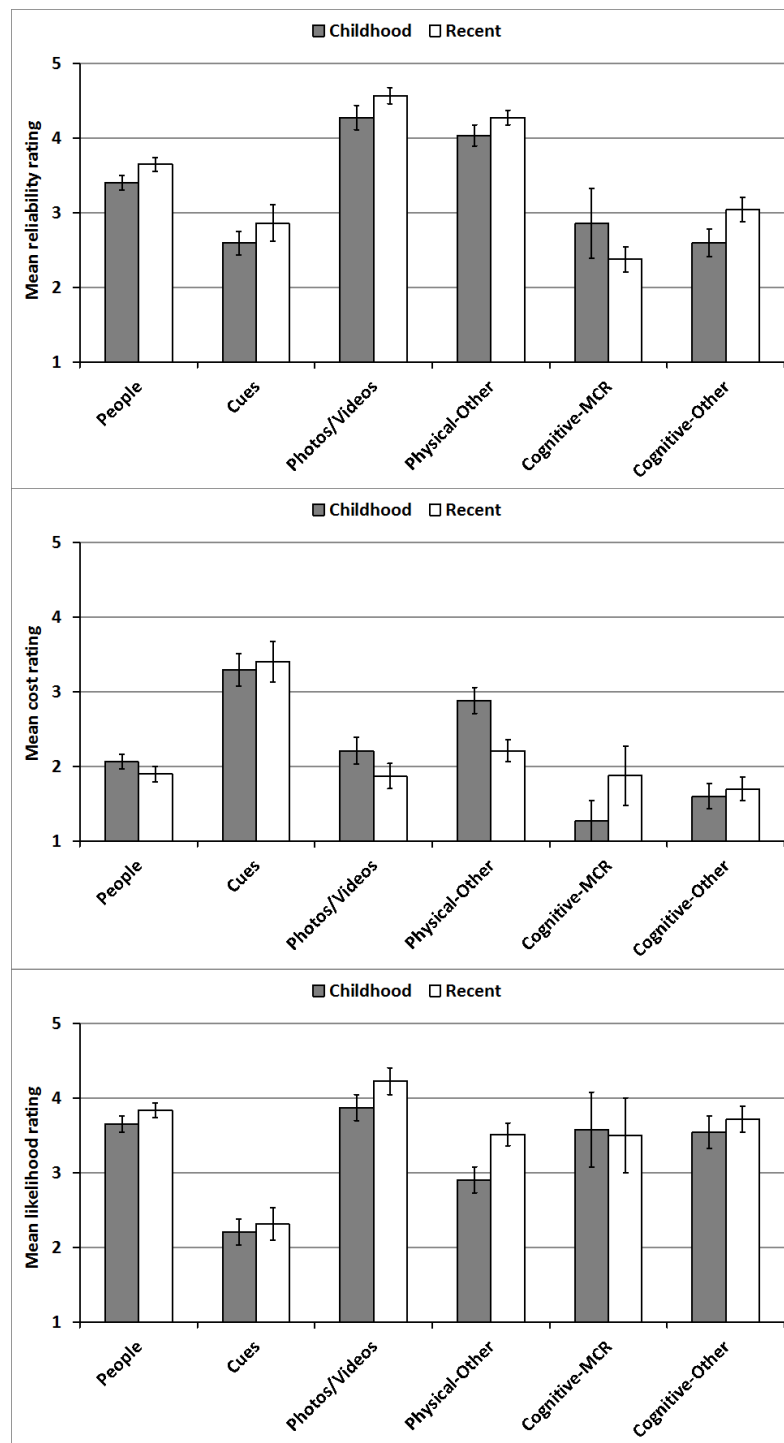 Childhood Recent
Mean reliability rating
5
4
3
2
1
People Cues Photos/Videos Physical-Other Cognitive-MCR Cognitive-Other
Childhood Recent
Mean cost rating
5
4
3
2
1
People Cues Photos/Videos Physical-Other Cognitive-MCR Cognitive-Other
Childhood Recent
Mean likelihood rating
5
4
3
2
1
People Cues Photos/Videos Physical-Other Cognitive-MCR Cognitive-Other